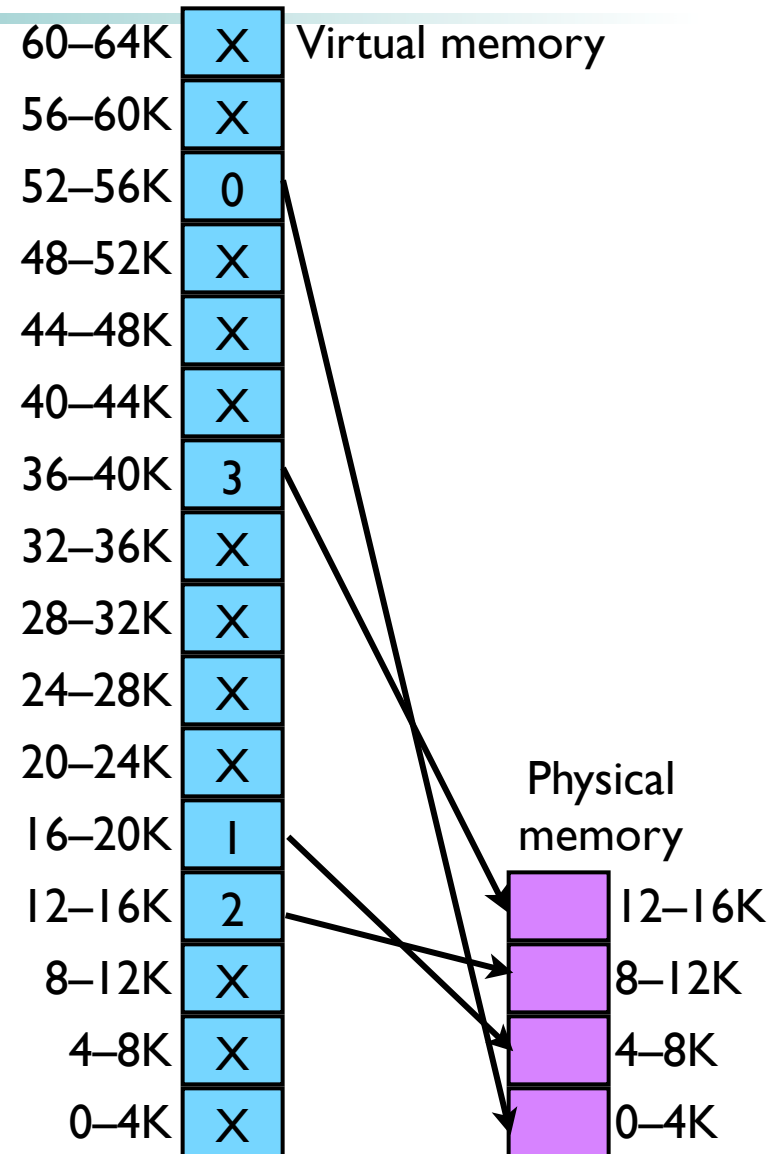 60–64K X Virtual memory
56–60K X
52–56K 0
48–52K X
44–48K X
40–44K X
36–40K 3
32–36K X
28–32K X
24–28K X
20–24K X
Physical
memory
16–20K 1
12–16K 2 12–16K
8–12K X 8–12K
4–8K X 4–8K
0–4K X 0–4K